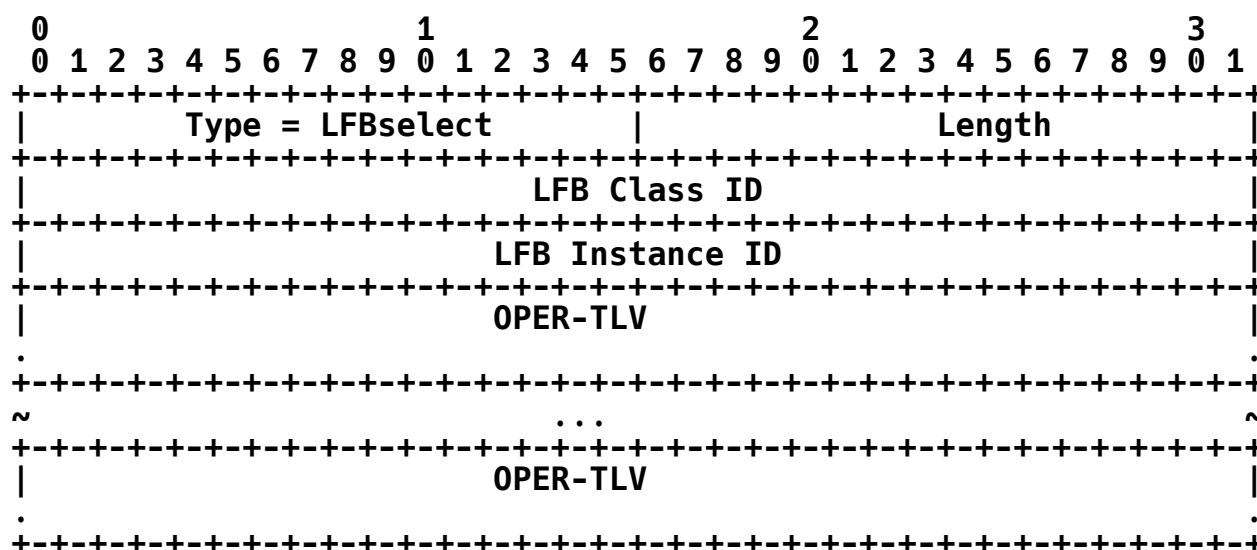 0                   1                   2                   3
 0 1 2 3 4 5 6 7 8 9 0 1 2 3 4 5 6 7 8 9 0 1 2 3 4 5 6 7 8 9 0 1
+-+-+-+-+-+-+-+-+-+-+-+-+-+-+-+-+-+-+-+-+-+-+-+-+-+-+-+-+-+-+-+-+
|        Type = LFBselect       |               Length          |
+-+-+-+-+-+-+-+-+-+-+-+-+-+-+-+-+-+-+-+-+-+-+-+-+-+-+-+-+-+-+-+-+
|                          LFB Class ID                         |
+-+-+-+-+-+-+-+-+-+-+-+-+-+-+-+-+-+-+-+-+-+-+-+-+-+-+-+-+-+-+-+-+
|                        LFB Instance ID                        |
+-+-+-+-+-+-+-+-+-+-+-+-+-+-+-+-+-+-+-+-+-+-+-+-+-+-+-+-+-+-+-+-+
|                        OPER-TLV                               |
.                                                               .
+-+-+-+-+-+-+-+-+-+-+-+-+-+-+-+-+-+-+-+-+-+-+-+-+-+-+-+-+-+-+-+-+
~                           ...                                 ~
+-+-+-+-+-+-+-+-+-+-+-+-+-+-+-+-+-+-+-+-+-+-+-+-+-+-+-+-+-+-+-+-+
|                        OPER-TLV                               |
.                                                               .
+-+-+-+-+-+-+-+-+-+-+-+-+-+-+-+-+-+-+-+-+-+-+-+-+-+-+-+-+-+-+-+-+